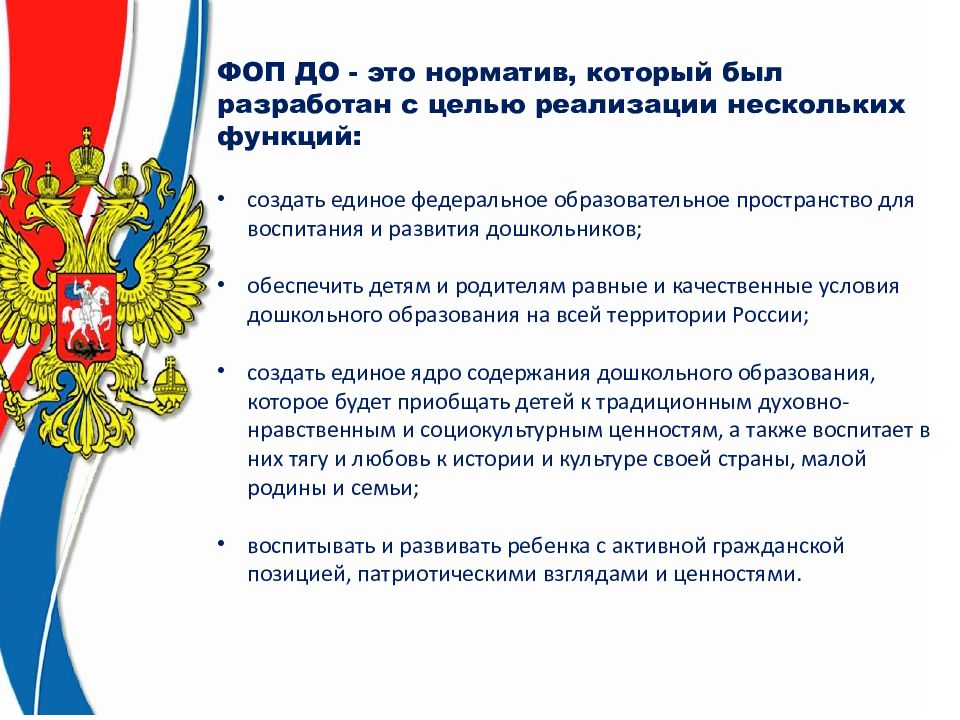 ФОП ДО - это норматив, который был
разработан с целью реализации нескольких
функций:
• создать единое федеральное образовательное пространство для
воспитания и развития дошкольников;
• обеспечить детям и родителям равные и качественные условия
дошкольного образования на всей территории России;
• создать единое ядро содержания дошкольного образования,
которое будет приобщать детей к традиционным духовно-
нравственным и социокультурным ценностям, а также воспитает в
них тягу и любовь к истории и культуре своей страны, малой
родины и семьи;
• воспитывать и развивать ребенка с активной гражданской
позицией, патриотическими взглядами и ценностями.